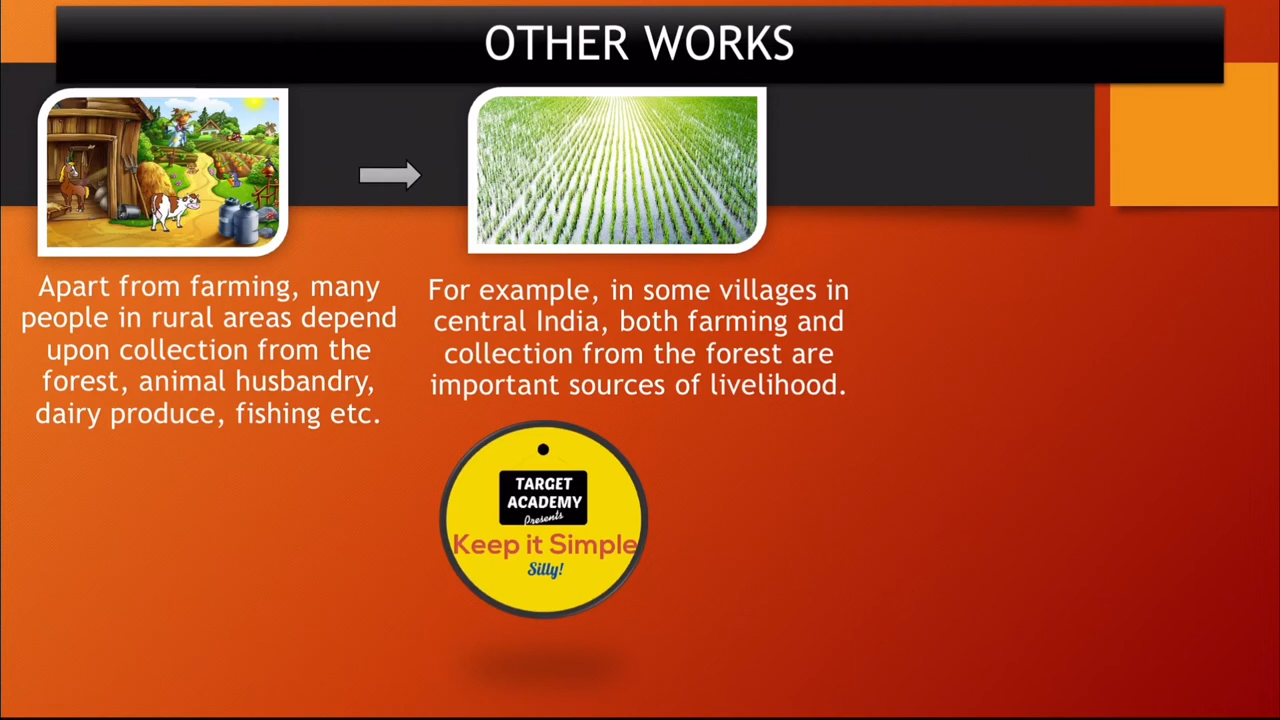 OTHER WORKS
Apart from farming, many
people in rural areas depend
upon collection from the
forest, animal husbandry,
dairy produce, fishing etc.
For example, in some villages in
central India, both farming and
collection from the forest are
important sources of livelihood.
TARGET
ACADEMY
Presents
Keep it Simple
Silly!